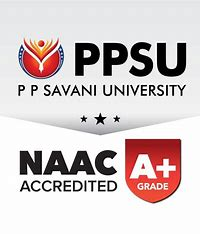 PPSU
P P SAVANI UNIVERSITY
NAAC
ACCREDITED
A+
GRADE